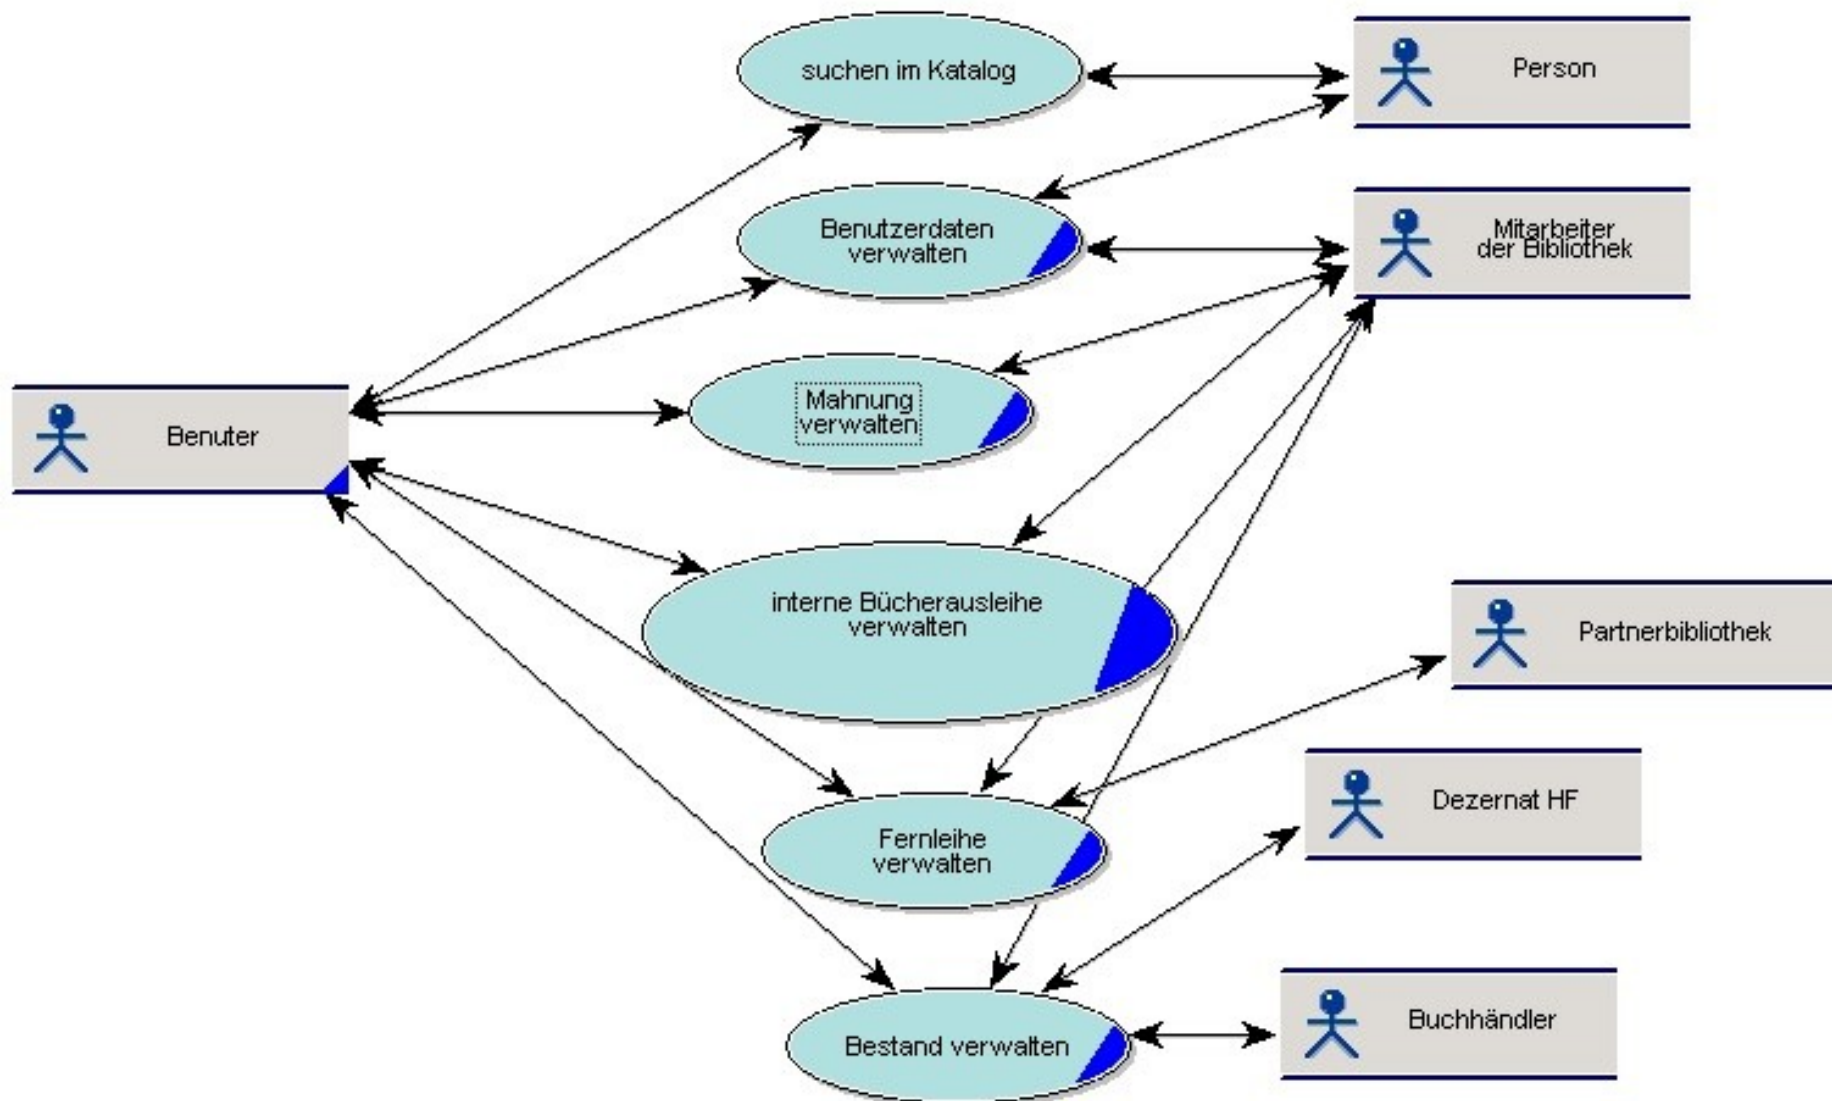 suchen im Katalog
Person
Benutzerdaten
verwalten
Mitarbeiter
der Bibliothek
Mahnung
verwalten
Benuter
interne Bücherausleihe
verwalten
Partnerbibliothek
Dezernat HF
Fernleihe
verwalten
Buchhändler
Bestand verwalten